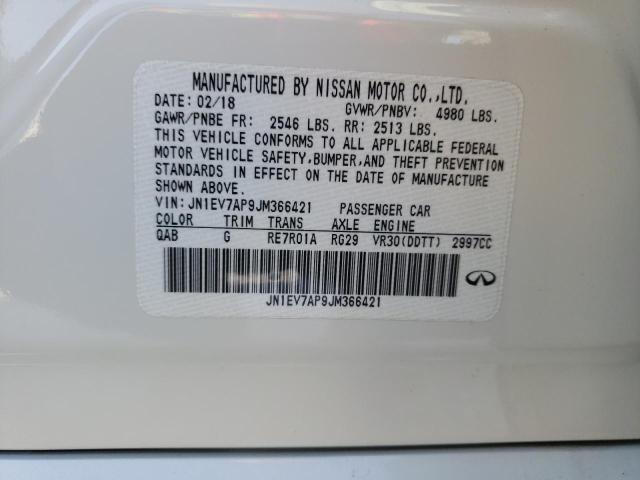 MANUFACTURED BY NISSAN MOTOR CO.,LTD.
DATE: 02/18 GVWR/PNBV: 4980 LBS.
GAWR/PNBE FR: 2546 LBS. RR: 2513 LBS.
THIS VEHICLE CONFORMS TO ALL APPLICABLE FEDERAL
MOTOR VEHICLE SAFETY,BUMPER,AND THEFT PREVENTION
STANDARDS IN EFFECT ON THE DATE OF MANUFACTURE
SHOWN ABOVE.
VIN: JN1EV7AP9JM366421 PASSENGER CAR
COLOR TRIM TRANS AXLE ENGINE
QAB G RE7R01A RG29 VR30(DDTT) 2997CC
JN1EV7AP9JM366421